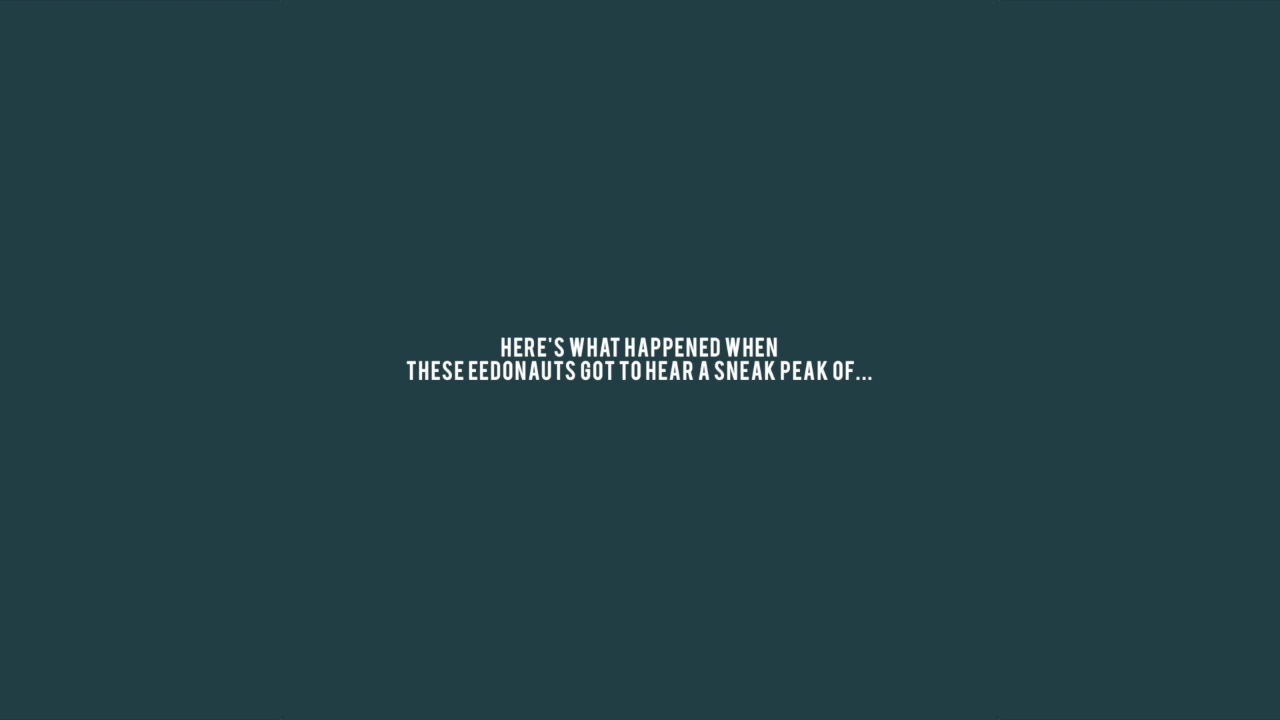 HERE'S WHAT HAPPENED WHEN
THESE EEDONAUTS GOT TO HEAR A SNEAK PEAK OF...